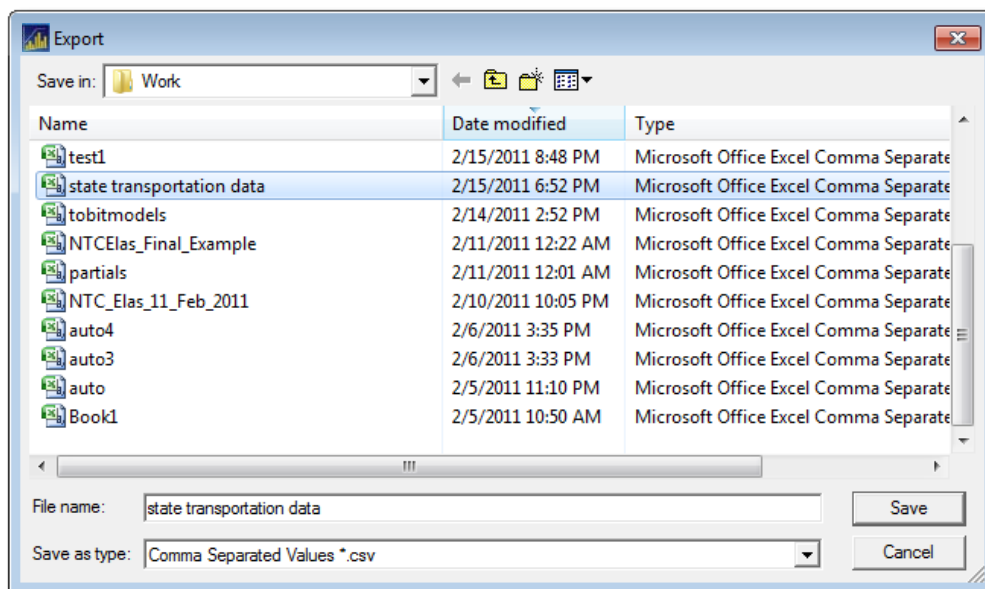 Export
Save in: Work
Name Date modified Type
test1 2/15/2011 8:48 PM Microsoft Office Excel Comma Separate
state transportation data 2/15/2011 6:52 PM Microsoft Office Excel Comma Separate
tobitmodels 2/14/2011 2:52 PM Microsoft Office Excel Comma Separate
NTCElas_Final_Example 2/11/2011 12:22 AM Microsoft Office Excel Comma Separate
partials 2/11/2011 12:01 AM Microsoft Office Excel Comma Separate
NTC_Elas_11_Feb_2011 2/10/2011 10:05 PM Microsoft Office Excel Comma Separate
auto4 2/6/2011 3:35 PM Microsoft Office Excel Comma Separate
auto3 2/6/2011 3:33 PM Microsoft Office Excel Comma Separate
auto 2/5/2011 11:10 PM Microsoft Office Excel Comma Separate
Book1 2/5/2011 10:50 AM Microsoft Office Excel Comma Separate
File name: state transportation data Save
Save as type: Comma Separated Values *.csv Cancel